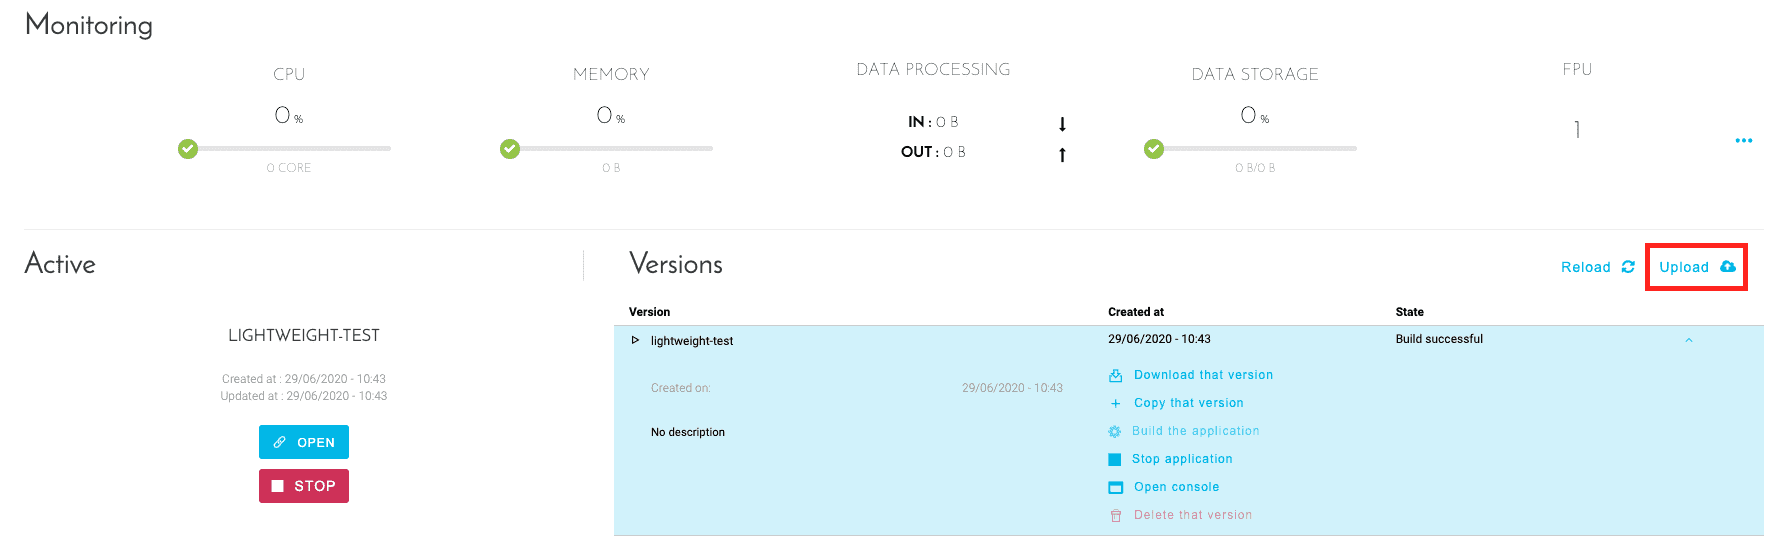 Monitoring
CPU
0 %
0 CORE
MEMORY
0 %
0 B
DATA PROCESSING
IN : 0 B
OUT : 0 B
DATA STORAGE
0 %
0 B/0 B
FPU
1
Active
LIGHTWEIGHT-TEST
Created at : 29/06/2020 - 10:43
Updated at : 29/06/2020 - 10:43
OPEN
STOP
Versions
Reload
Upload
Version Created at State
lightweight-test 29/06/2020 - 10:43 Build successful
Created on: 29/06/2020 - 10:43
No description
Download that version
Copy that version
Build the application
Stop application
Open console
Delete that version